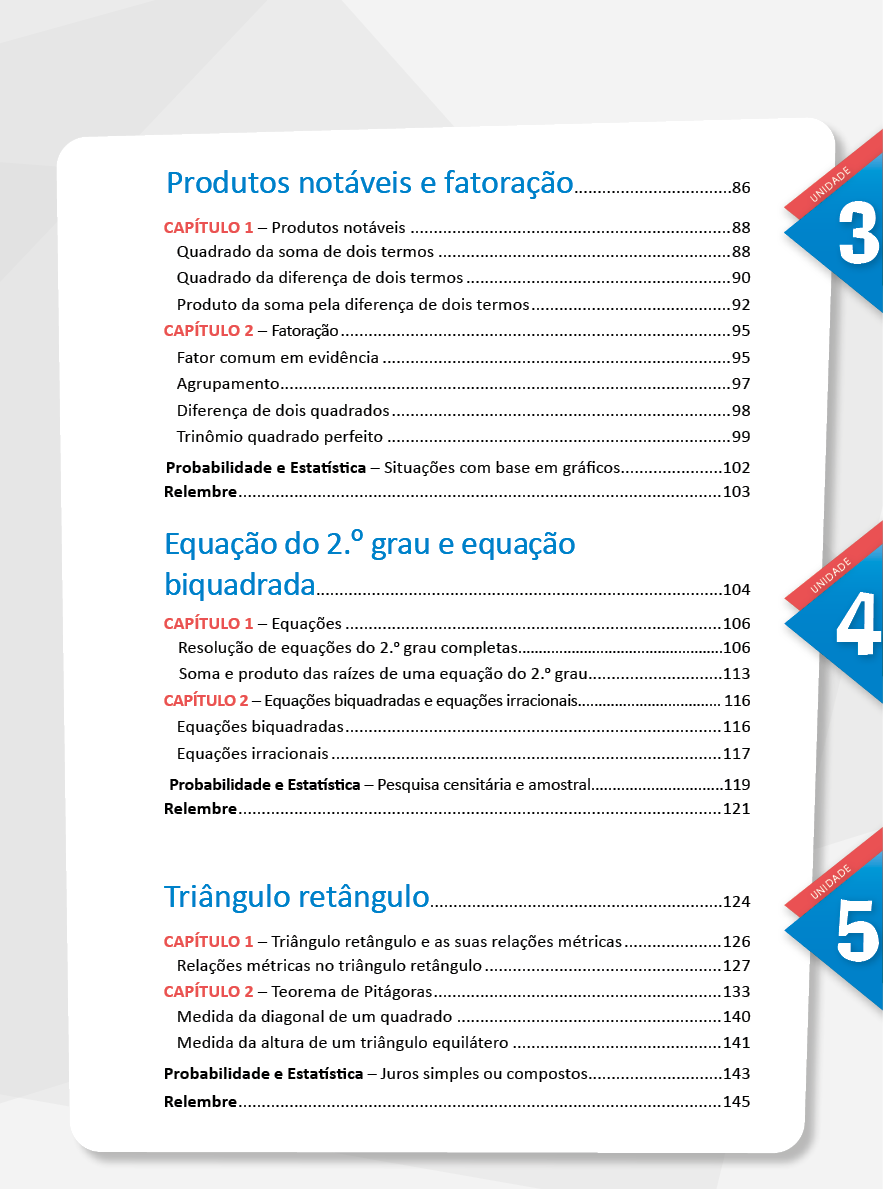 Produtos notáveis e fatoração.................................86
UNIDADE
3
CAPÍTULO 1 – Produtos notáveis ....................................................................88
Quadrado da soma de dois termos ..............................................................88
Quadrado da diferença de dois termos........................................................90
Produto da soma pela diferença de dois termos..........................................92
CAPÍTULO 2 – Fatoração...................................................................................95
Fator comum em evidência ..........................................................................95
Agrupamento................................................................................................97
Diferença de dois quadrados........................................................................98
Trinômio quadrado perfeito .........................................................................99
Probabilidade e Estatística – Situações com base em gráficos.....................102
Relembre.......................................................................................................103
Equação do 2.º grau e equação
biquadrada......................................................................................104
UNIDADE
4
CAPÍTULO 1 – Equações ................................................................................106
Resolução de equações do 2.º grau completas................................................106
Soma e produto das raízes de uma equação do 2.º grau............................113
CAPÍTULO 2 – Equações biquadradas e equações irracionais.................................. 116
Equações biquadradas................................................................................116
Equações irracionais ...................................................................................117
Probabilidade e Estatística – Pesquisa censitária e amostral...............................119
Relembre.......................................................................................................121
Triângulo retângulo..............................................................124
UNIDADE
5
CAPÍTULO 1 – Triângulo retângulo e as suas relações métricas.....................126
Relações métricas no triângulo retângulo...................................................127
CAPÍTULO 2 – Teorema de Pitágoras..............................................................133
Medida da diagonal de um quadrado .........................................................140
Medida da altura de um triângulo equilátero .............................................141
Probabilidade e Estatística – Juros simples ou compostos.............................143
Relembre.......................................................................................................145